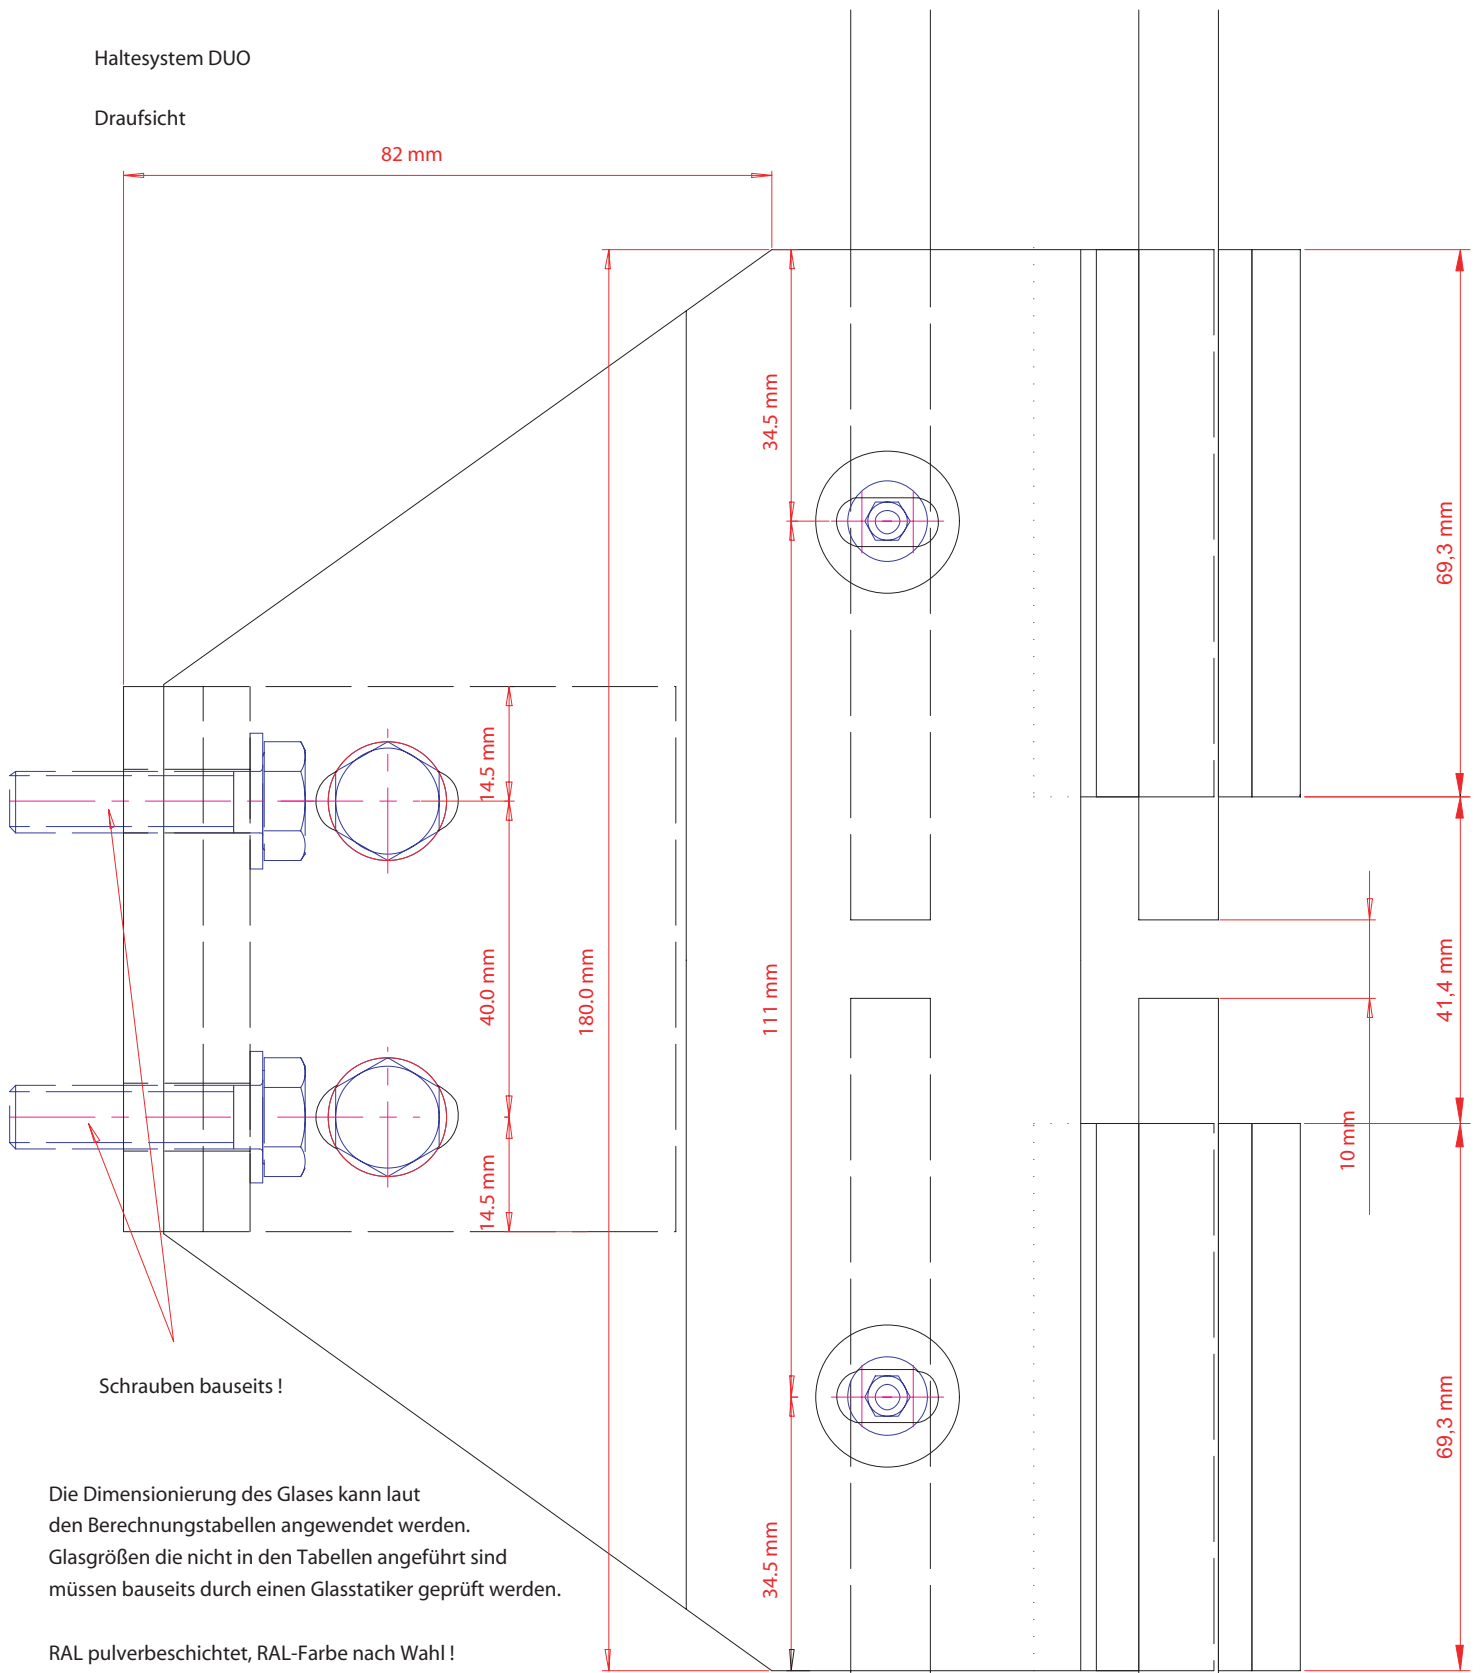 Haltesystem DUO
Draufsicht
82 mm
34.5 mm
69,3 mm
14.5 mm
40.0 mm
180.0 mm
111 mm
41,4 mm
10 mm
14.5 mm
Schrauben bauseits !
69,3 mm
34.5 mm
Die Dimensionierung des Glases kann laut
den Berechnungstabellen angewendet werden.
Glasgrößen die nicht in den Tabellen angeführt sind
müssen bauseits durch einen Glasstatiker geprüft werden.
RAL pulverbeschichtet, RAL-Farbe nach Wahl !